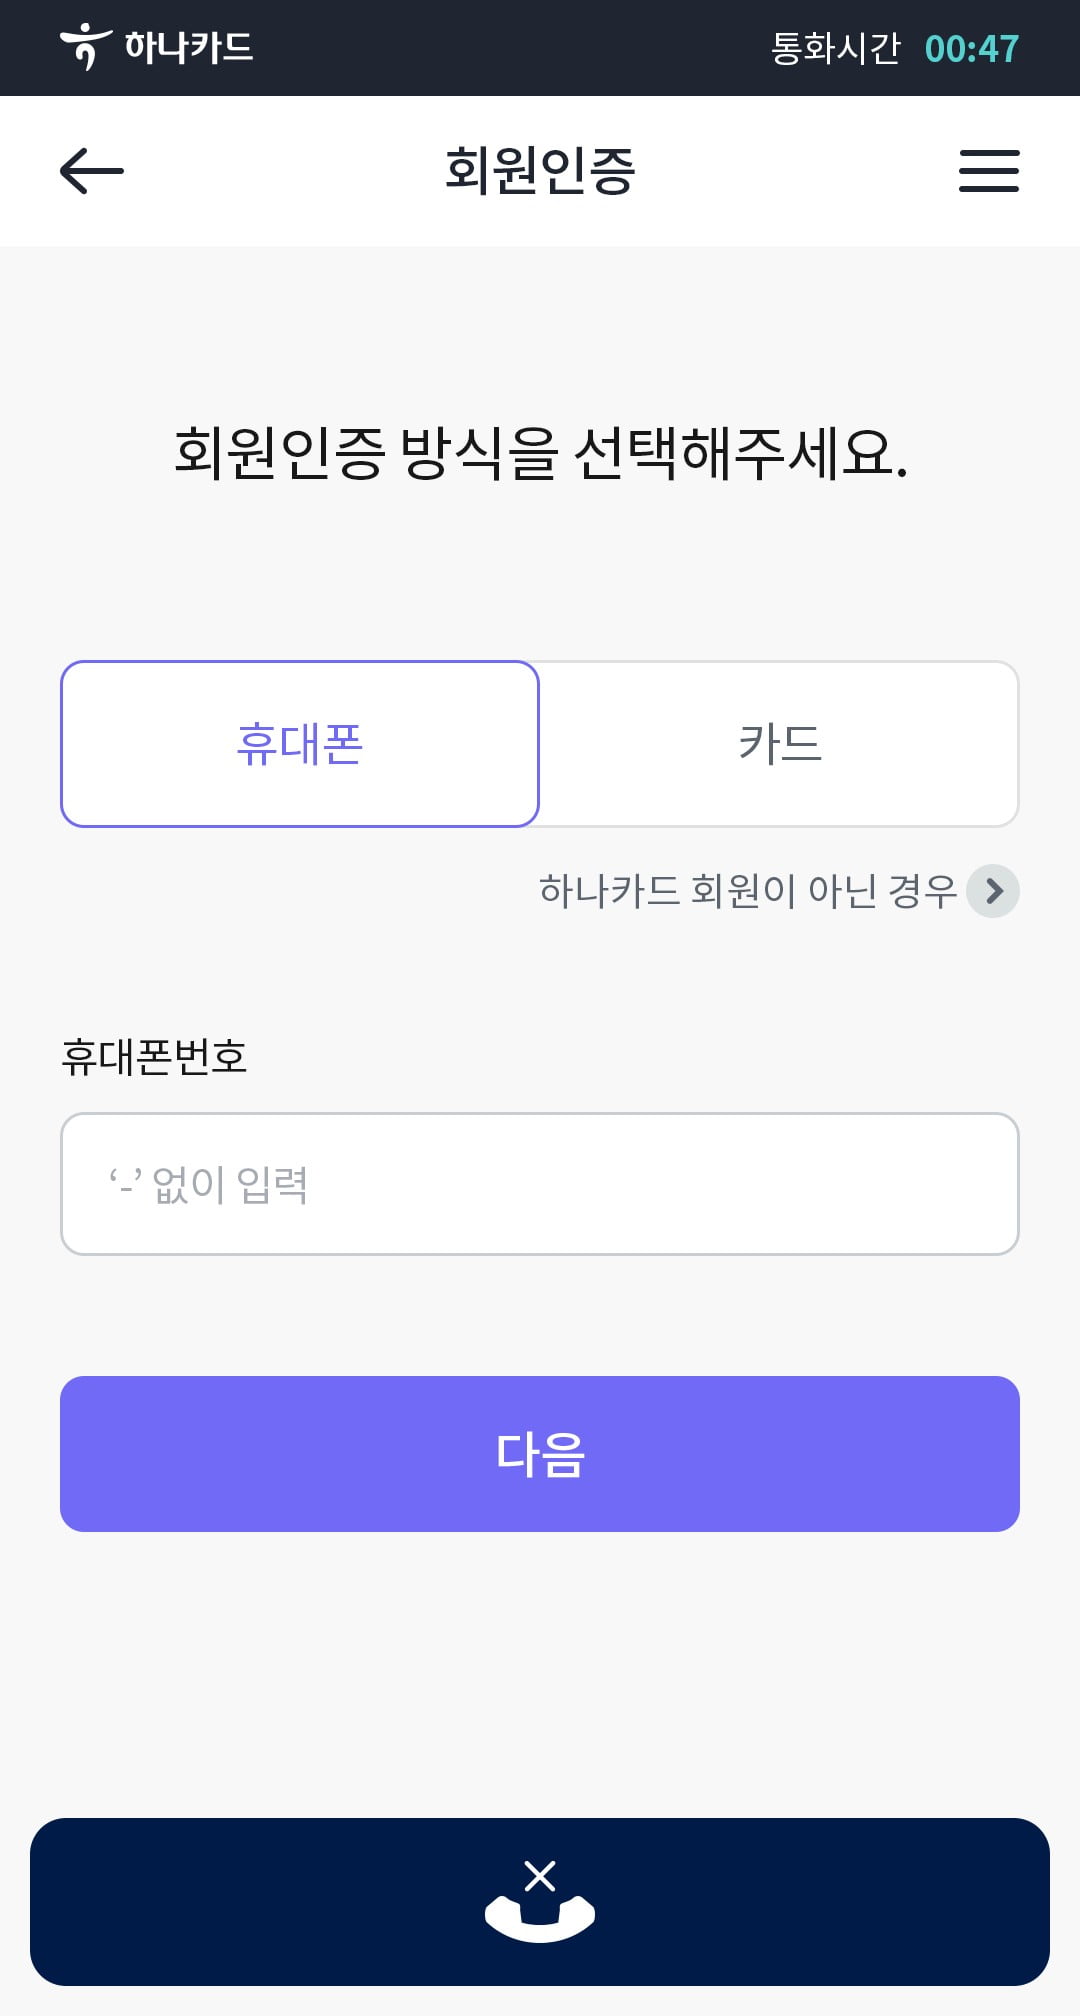 하나카드
통화시간 00:47
회원인증
회원인증 방식을 선택해주세요.
휴대폰
카드
하나카드 회원이 아닌 경우
휴대폰번호
‘-’ 없이 입력
다음